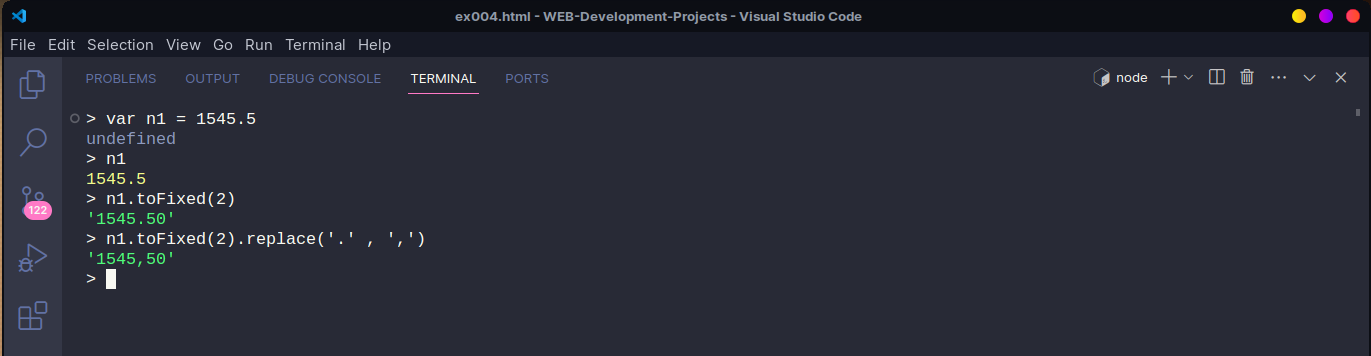 ex004.html - WEB-Development-Projects - Visual Studio Code
File Edit Selection View Go Run Terminal Help
PROBLEMS OUTPUT DEBUG CONSOLE TERMINAL PORTS node
> var n1 = 1545.5
undefined
> n1
1545.5
> n1.toFixed(2)
'1545.50'
> n1.toFixed(2).replace('.' , ',')
'1545,50'
>
122